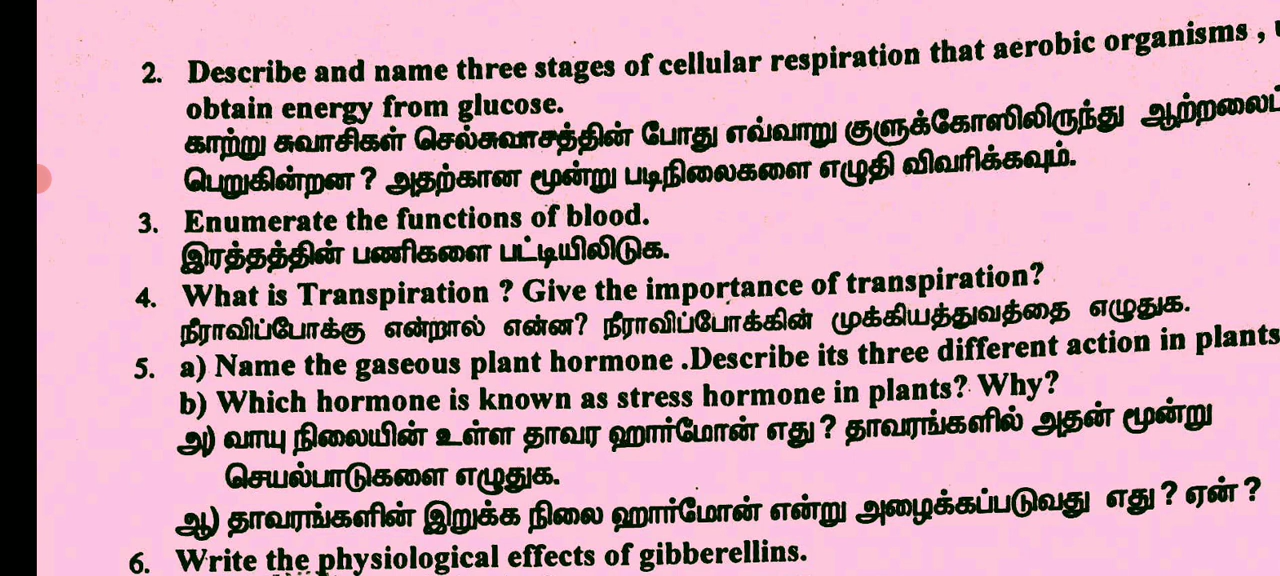 2. Describe and name three stages of cellular respiration that aerobic organisms ,
obtain energy from glucose.
காற்று சுவாசிகள் செல்சுவாசத்தின் போது எவ்வாறு குளுக்கோஸிலிருந்து ஆற்றலைப்
பெறுகின்றன ? அதற்கான மூன்று படிநிலைகளை எழுதி விவரிக்கவும்.
3. Enumerate the functions of blood.
இரத்தத்தின் பணிகளை பட்டியிலிடுக.
4. What is Transpiration ? Give the importance of transpiration?
நீராவிப்போக்கு என்றால் என்ன? நீராவிப்போக்கின் முக்கியத்துவத்தை எழுதுக.
5. a) Name the gaseous plant hormone .Describe its three different action in plants
b) Which hormone is known as stress hormone in plants? Why?
அ) வாயு நிலையின் உள்ள தாவர ஹார்மோன் எது ? தாவரங்களில் அதன் மூன்று
செயல்பாடுகளை எழுதுக.
ஆ) தாவரங்களின் இறுக்க நிலை ஹார்மோன் என்று அழைக்கப்படுவது எது ? ஏன் ?
6. Write the physiological effects of gibberellins.